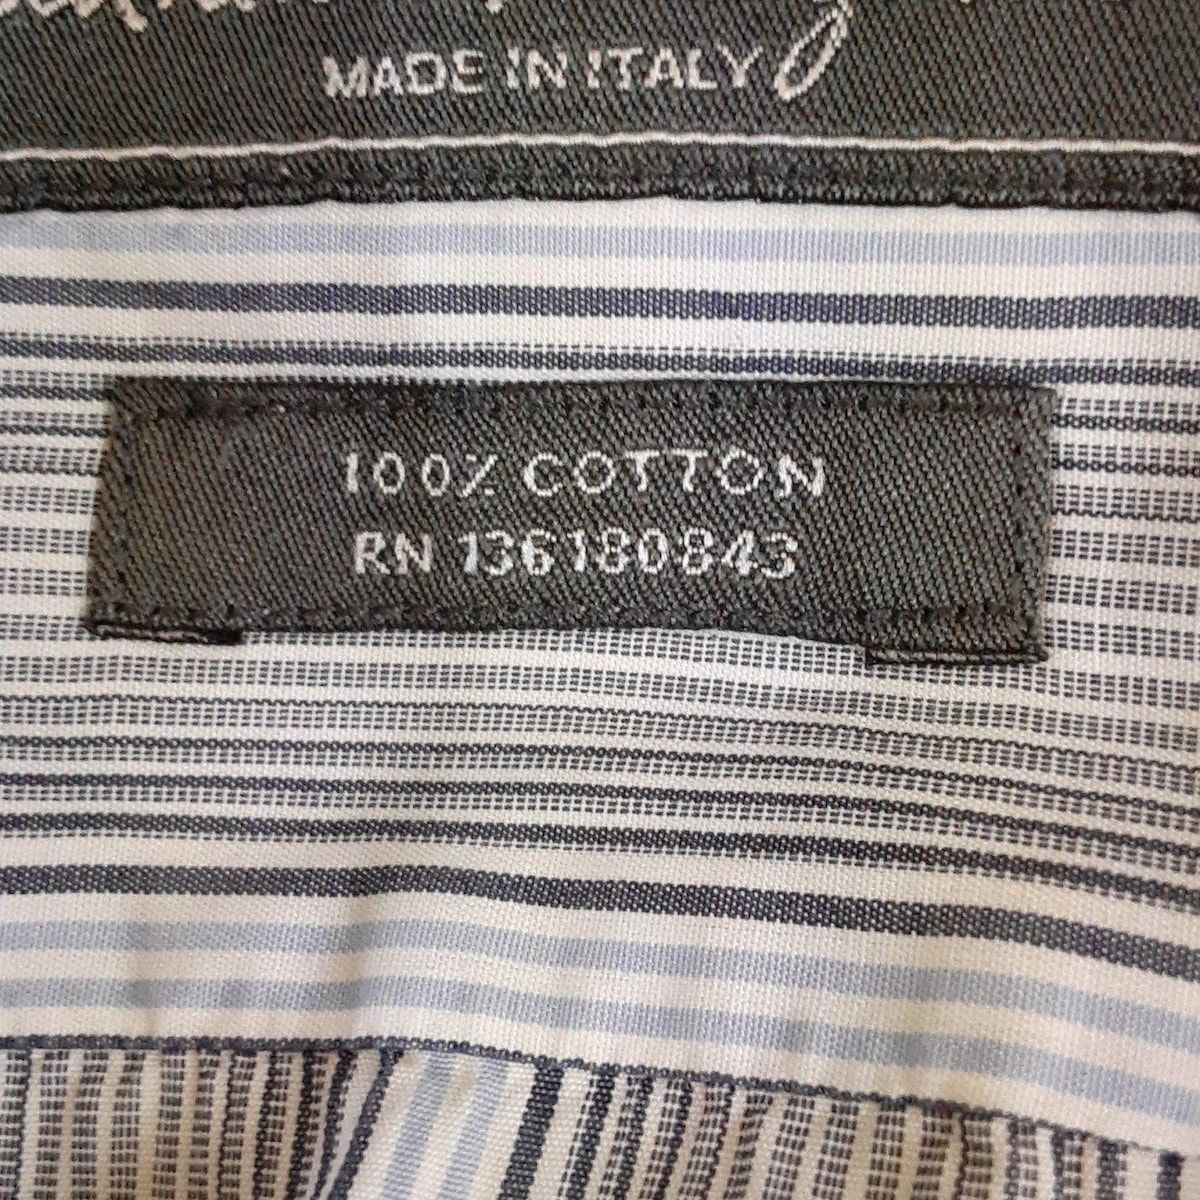 MADE IN ITALY
100% COTTON
RN 136180843